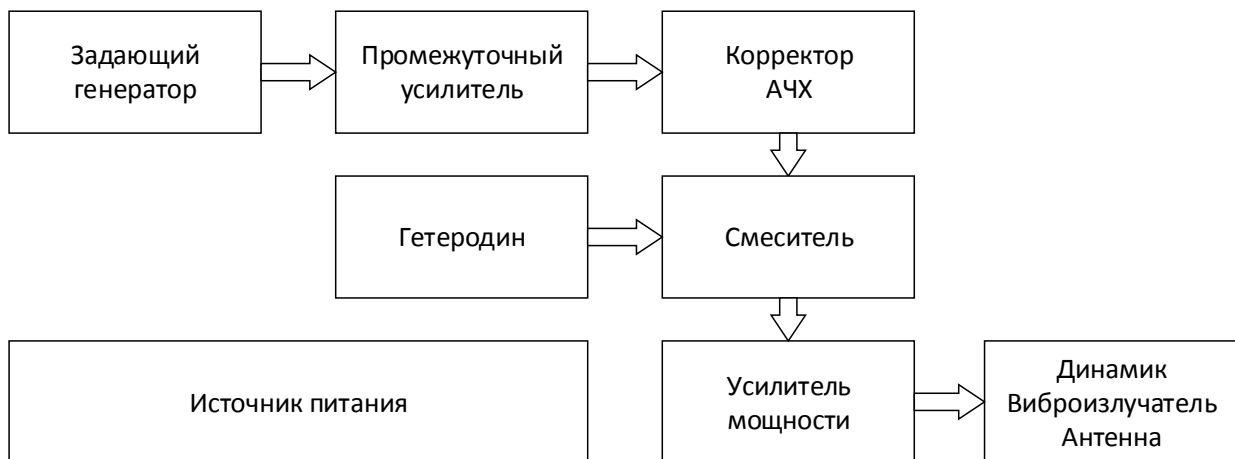 Задающий
генератор
Промежуточный
усилитель
Корректор
АЧХ
Гетеродин
Смеситель
Источник питания
Усилитель
мощности
Динамик
Виброизлучатель
Антенна